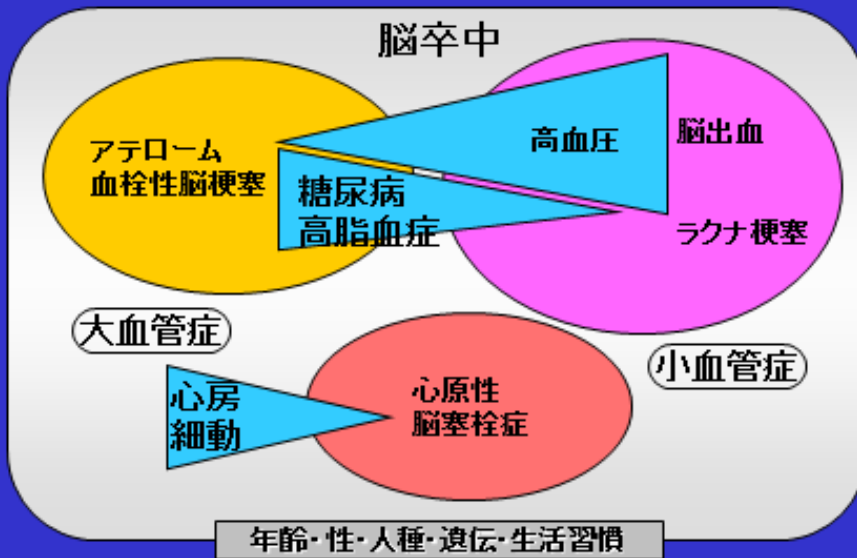 脳卒中
アテローム
血栓性脳梗塞
高血圧
脳出血
糖尿病
高脂血症
ラクナ梗塞
大血管症
小血管症
心房
細動
心原性
脳塞栓症
年齢・性・人種・遺伝・生活習慣